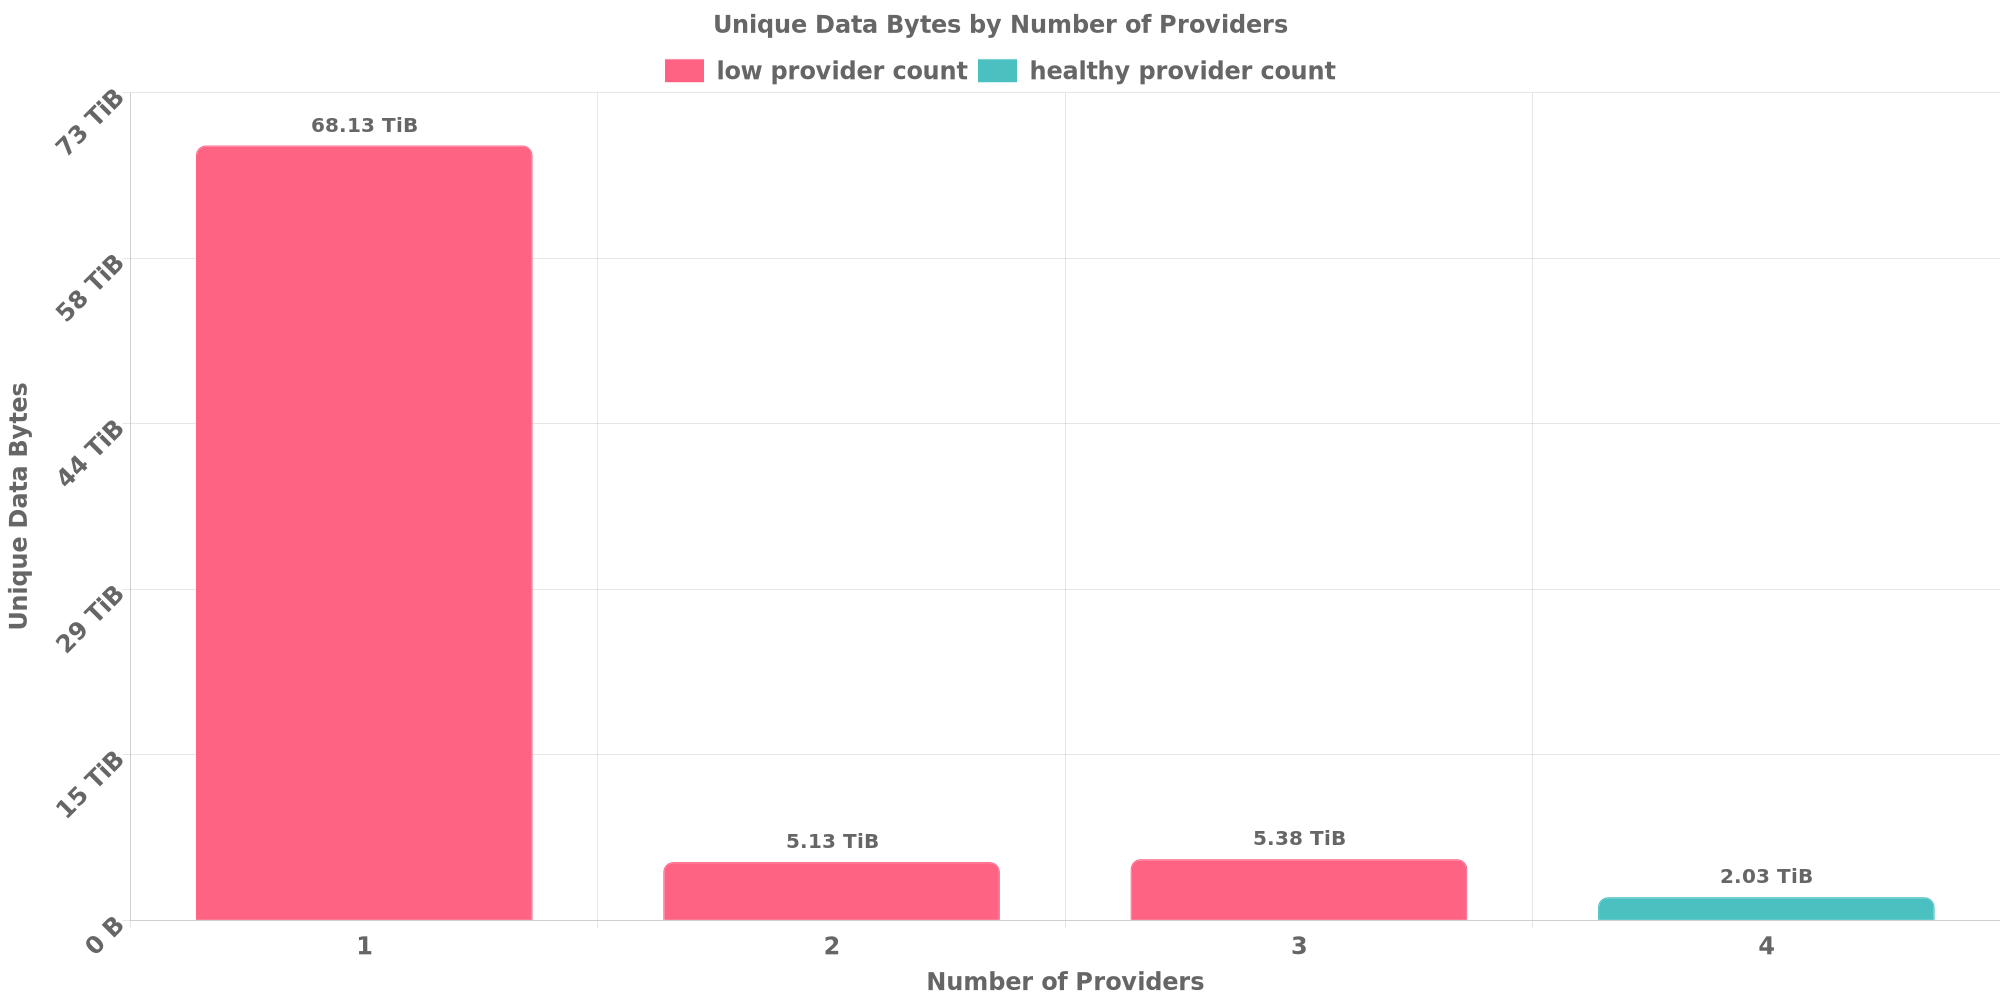 Unique Data Bytes by Number of Providers
low provider count healthy provider count
73 TiB
58 TiB
44 TiB
29 TiB
15 TiB
0 B
Unique Data Bytes
68.13 TiB
5.13 TiB
5.38 TiB
2.03 TiB
1 2 3 4
Number of Providers